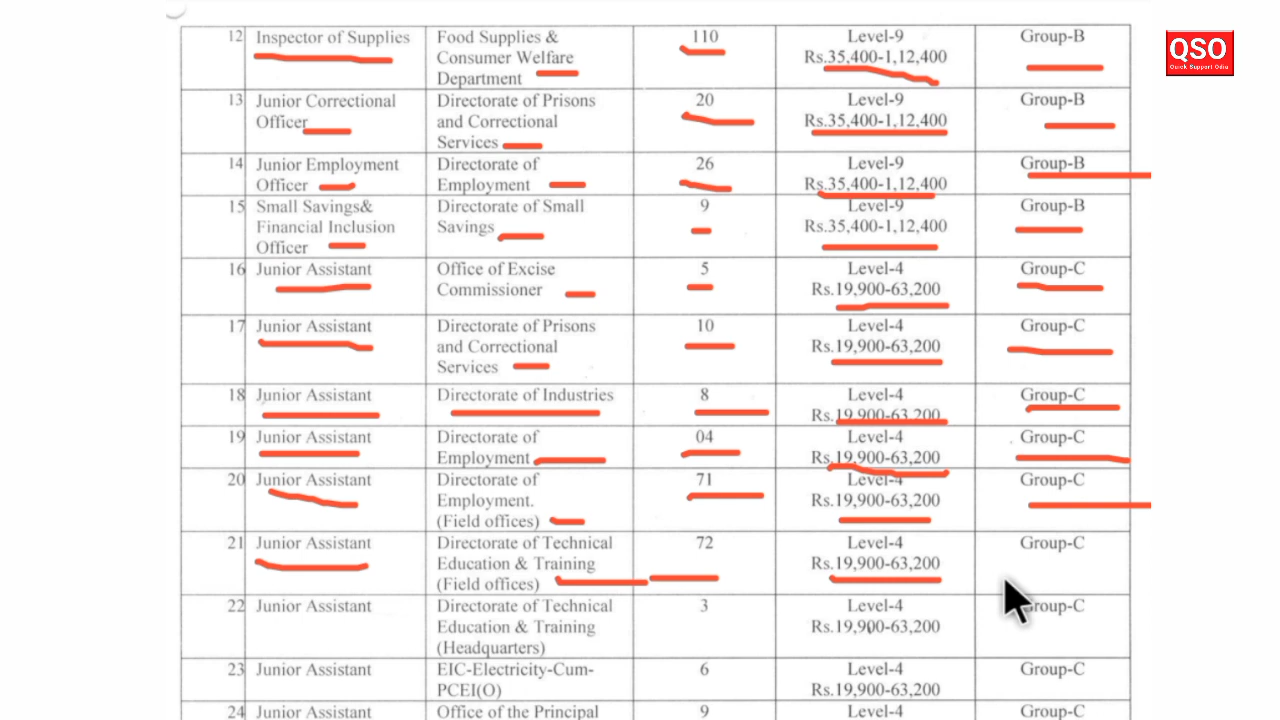 QSO
Quick Support Odia
12 Inspector of Supplies Food Supplies & 110 Level-9 Group-B
Consumer Welfare Rs.35,400-1,12,400
Department
13 Junior Correctional Directorate of Prisons 20 Level-9 Group-B
Officer and Correctional Rs.35,400-1,12,400
Services
14 Junior Employment Directorate of 26 Level-9 Group-B
Officer Employment Rs.35,400-1,12,400
15 Small Savings& Directorate of Small 9 Level-9 Group-B
Financial Inclusion Savings Rs.35,400-1,12,400
Officer
16 Junior Assistant Office of Excise 5 Level-4 Group-C
Commissioner Rs.19,900-63,200
17 Junior Assistant Directorate of Prisons 10 Level-4 Group-C
and Correctional Rs.19,900-63,200
Services
18 Junior Assistant Directorate of Industries 8 Level-4 Group-C
Rs.19,900-63,200
19 Junior Assistant Directorate of 04 Level-4 Group-C
Employment Rs.19,900-63,200
20 Junior Assistant Directorate of 71 Level-4 Group-C
Employment. Rs.19,900-63,200
(Field offices)
21 Junior Assistant Directorate of Technical 72 Level-4 Group-C
Education & Training Rs.19,900-63,200
(Field offices)
22 Junior Assistant Directorate of Technical 3 Level-4 Group-C
Education & Training Rs.19,900-63,200
(Headquarters)
23 Junior Assistant EIC-Electricity-Cum- 6 Level-4 Group-C
PCEI(O) Rs.19,900-63,200
24 Junior Assistant Office of the Principal 9 Level-4 Group-C